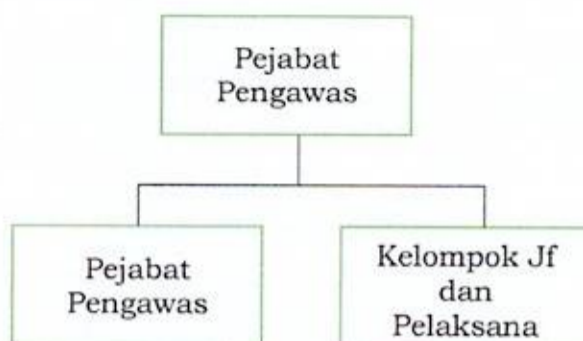 Pejabat
Pengawas
Pejabat
Pengawas
Kelompok Jf
dan
Pelaksana